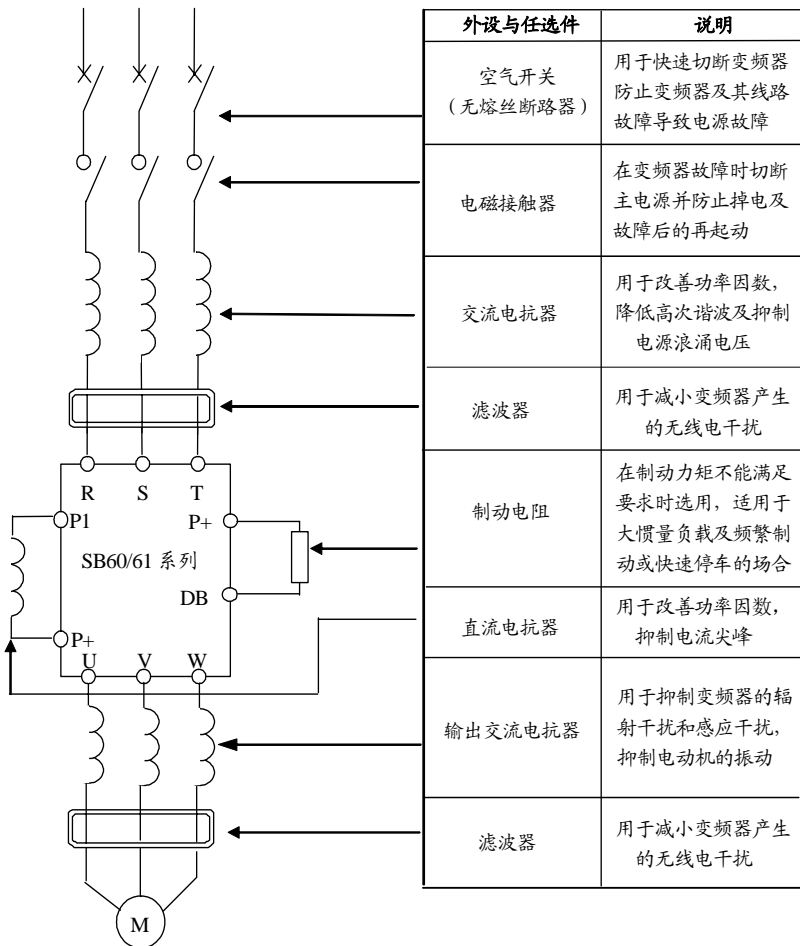 外设与任选件
说明
空气开关
（无熔丝断路器）
用于快速切断变频器
防止变频器及其线路
故障导致电源故障
电磁接触器
在变频器故障时切断
主电源并防止掉电及
故障后的再起动
交流电抗器
用于改善功率因数，
降低高次谐波及抑制
电源浪涌电压
滤波器
用于减小变频器产生
的无线电干扰
制动电阻
在制动力矩不能满足
要求时选用，适用于
大惯量负载及频繁制
动或快速停车的场合
直流电抗器
用于改善功率因数，
抑制电流尖峰
输出交流电抗器
用于抑制变频器的辐
射干扰和感应干扰，
抑制电动机的振动
滤波器
用于减小变频器产生
的无线电干扰
R S T
P1 P+
SB60/61 系列
DB
P+
U V W
M